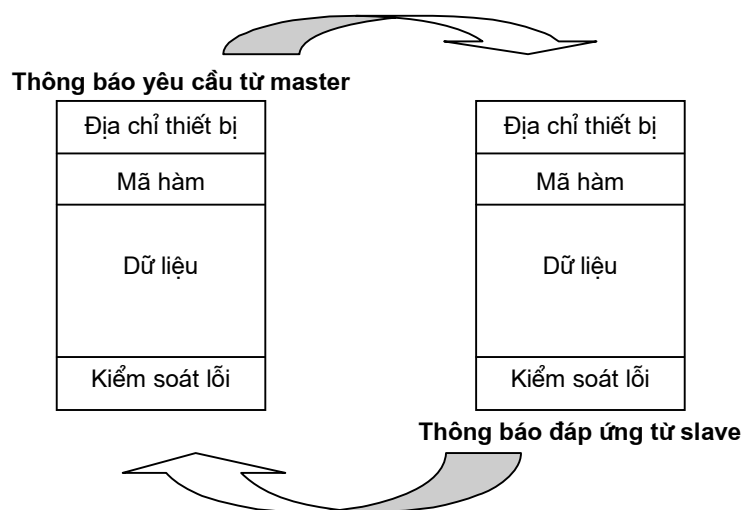 Thông báo yêu cầu từ master
Địa chỉ thiết bị
Mã hàm
Dữ liệu
Kiểm soát lỗi
Địa chỉ thiết bị
Mã hàm
Dữ liệu
Kiểm soát lỗi
Thông báo đáp ứng từ slave